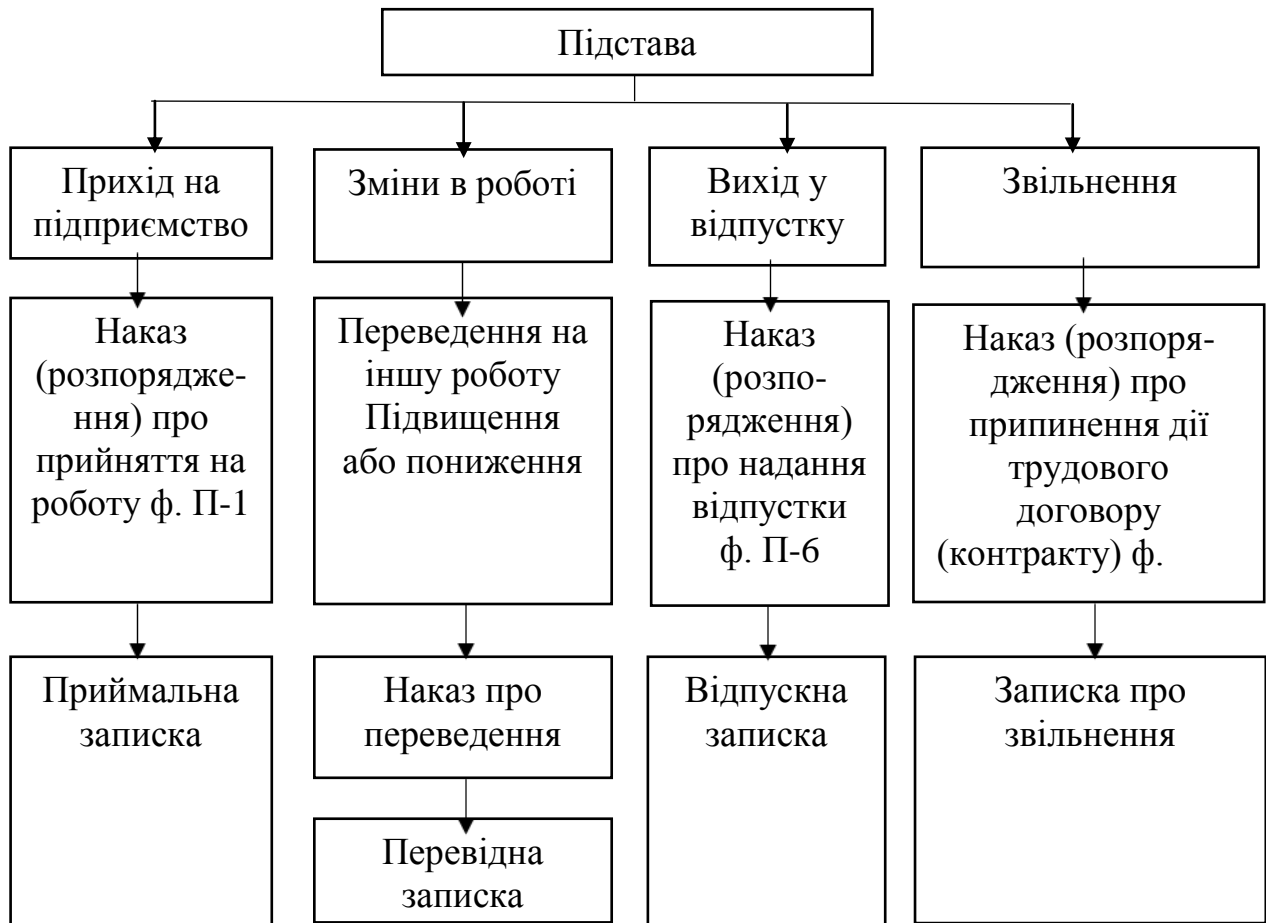 Підстава
Прихід на
підприємство
Зміни в роботі
Вихід у
відпустку
Звільнення
Наказ
(розпорядже-
ння) про
прийняття на
роботу ф. П-1
Переведення на
іншу роботу
Підвищення
або пониження
Наказ
(розпо-
рядження)
про надання
відпустки
ф. П-6
Наказ (розпоря-
дження) про
припинення дії
трудового
договору
(контракту) ф.
Приймальна
записка
Наказ про
переведення
Відпускна
записка
Записка про
звільнення
Перевідна
записка